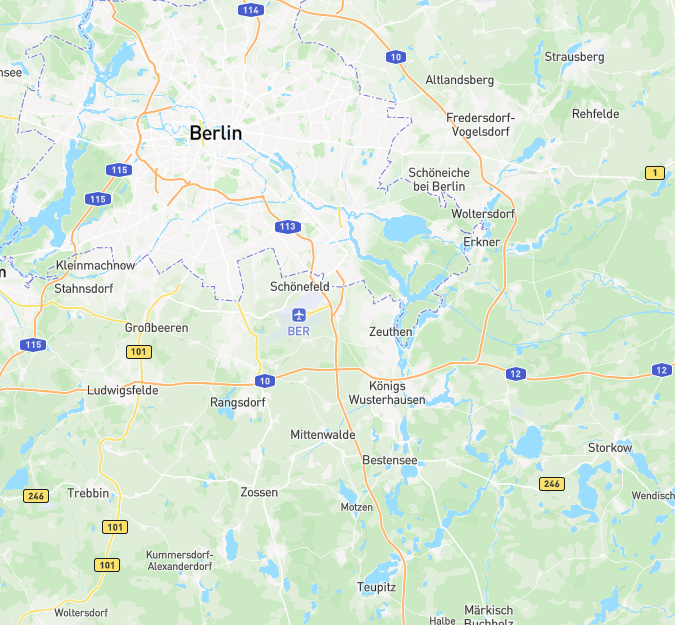 114
10
Strausberg
nsee
Altlandsberg
Rehfelde
Fredersdorf-
Vogelsdorf
Berlin
115
Schöneiche
bei Berlin
1
115
Woltersdorf
113
Erkner
Kleinmachnow
n
Stahnsdorf
Schönefeld
BER
Großbeeren
Zeuthen
115
101
12
12
10
Ludwigsfelde
Königs
Wusterhausen
Rangsdorf
Mittenwalde
Storkow
Bestensee
246
Trebbin
Zossen
246
Wendisch
Motzen
101
Kummersdorf-
Alexanderdorf
101
Teupitz
Woltersdorf
Märkisch
Buchholz
Halbe